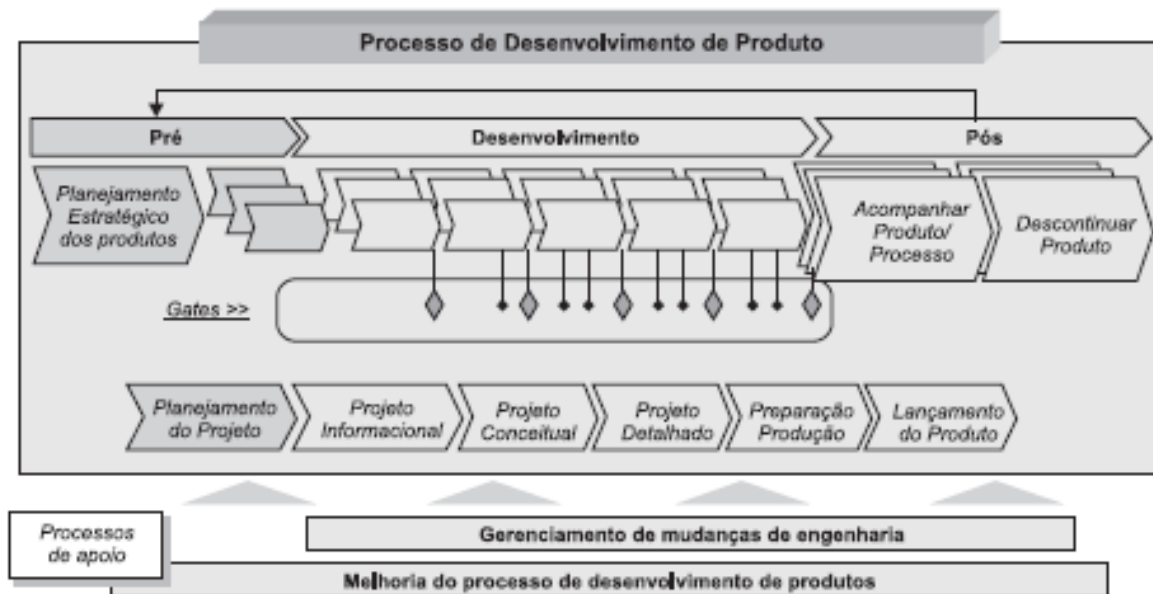 Processo de Desenvolvimento de Produto
Pré
Desenvolvimento
Pós
Planejamento
Estratégico
dos produtos
Acompanhar
Produto/
Processo
Descontinuar
Produto
Gates >>
Planejamento
do Projeto
Projeto
Informacional
Projeto
Conceitual
Projeto
Detalhado
Preparação
Produção
Lançamento
do Produto
Processos
de apoio
Gerenciamento de mudanças de engenharia
Melhoria do processo de desenvolvimento de produtos